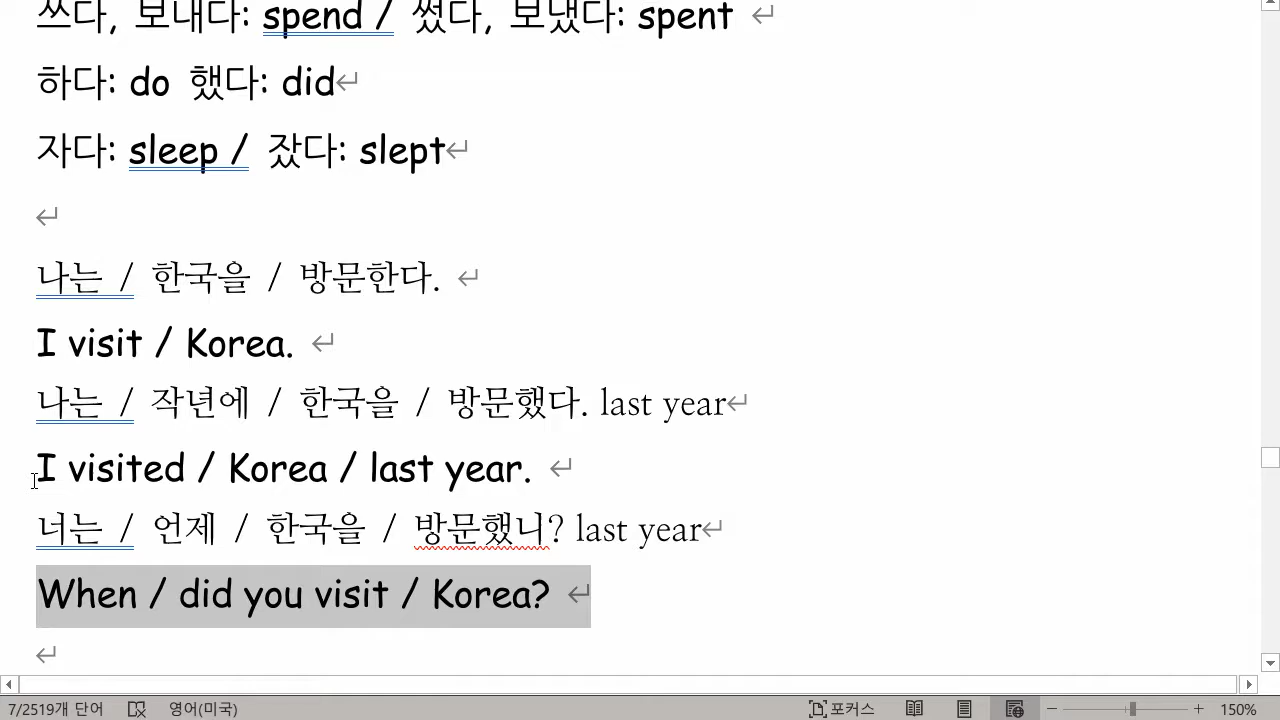 쓰다, 보내다: spend / 썼다, 보냈다: spent
하다: do 했다: did
자다: sleep / 잤다: slept
나는 / 한국을 / 방문한다.
I visit / Korea.
나는 / 작년에 / 한국을 / 방문했다. last year
I visited / Korea / last year.
너는 / 언제 / 한국을 / 방문했니? last year
When / did you visit / Korea?
7/2519개 단어 영어(미국) 포커스 150%